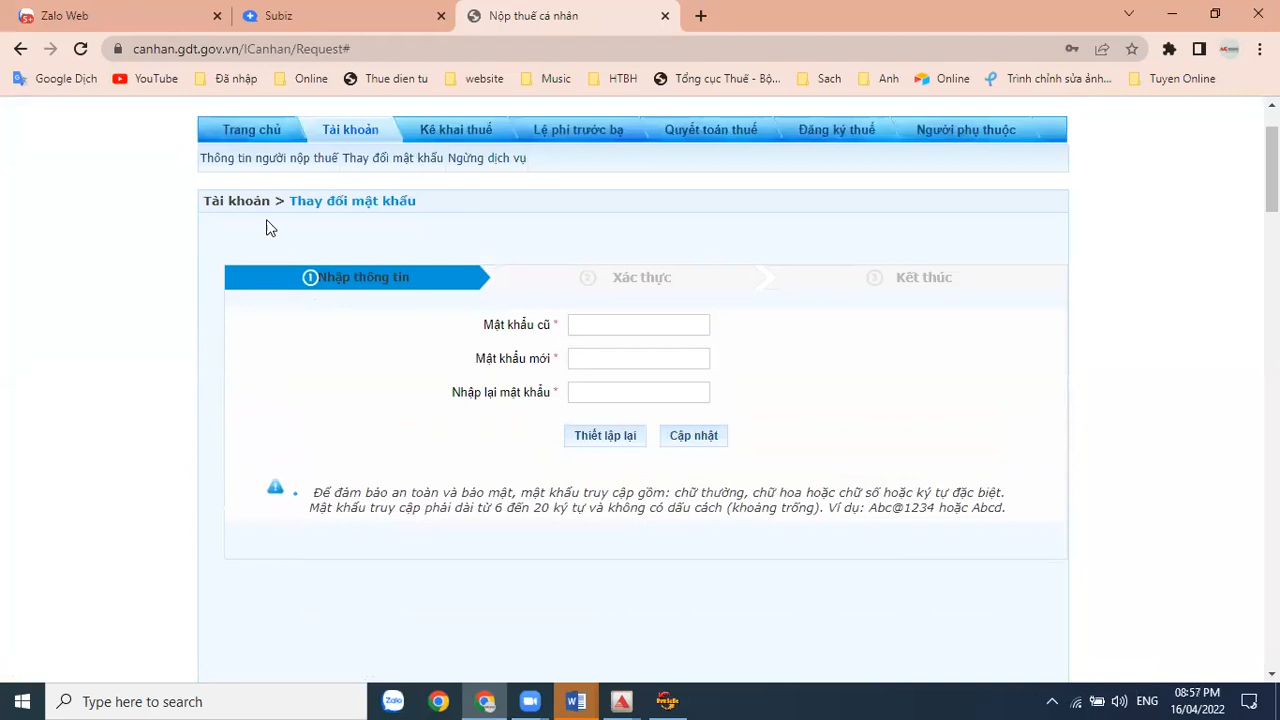 Zalo Web
Subiz
Nộp thuế cá nhân
canhan.gdt.gov.vn/ICanhan/Request#
Google Dịch
YouTube
Đã nhập
Online
Thue dien tu
website
Music
HTBH
Tổng cục Thuế - Bộ...
Sach
Anh
Online
Trình chỉnh sửa ảnh...
Tuyen Online
Trang chủ
Tài khoản
Kê khai thuế
Lệ phí trước bạ
Quyết toán thuế
Đăng ký thuế
Người phụ thuộc
Thông tin người nộp thuế Thay đổi mật khẩu Ngừng dịch vụ
Tài khoản > Thay đổi mật khẩu
1 Nhập thông tin
2 Xác thực
3 Kết thúc
Mật khẩu cũ *
Mật khẩu mới *
Nhập lại mật khẩu *
Thiết lập lại
Cập nhật
Để đảm bảo an toàn và bảo mật, mật khẩu truy cập gồm: chữ thường, chữ hoa hoặc chữ số hoặc ký tự đặc biệt.
Mật khẩu truy cập phải dài từ 6 đến 20 ký tự và không có dấu cách (khoảng trống). Ví dụ: Abc@1234 hoặc Abcd.
Type here to search
Zalo
ENG
08:57 PM
16/04/2022